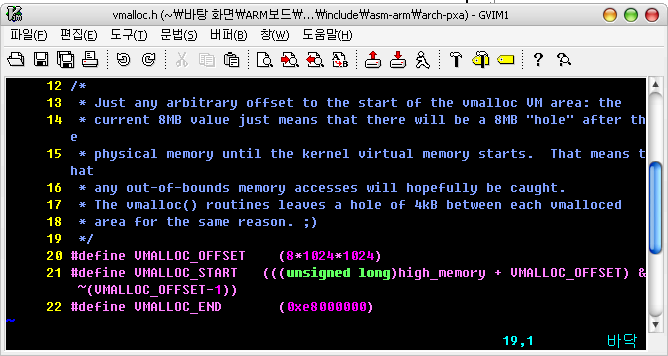 vmalloc.h (~₩바탕 화면₩ARM보드₩...₩include₩asm-arm₩arch-pxa) - GVIM1
파일(F) 편집(E) 도구(T) 문법(S) 버퍼(B) 창(W) 도움말(H)
12 /*
13  * Just any arbitrary offset to the start of the vmalloc VM area: the
14  * current 8MB value just means that there will be a 8MB "hole" after th
e
15  * physical memory until the kernel virtual memory starts.  That means t
hat
16  * any out-of-bounds memory accesses will hopefully be caught.
17  * The vmalloc() routines leaves a hole of 4kB between each vmalloced
18  * area for the same reason. ;)
19  */
20 #define VMALLOC_OFFSET    (8*1024*1024)
21 #define VMALLOC_START   (((unsigned long)high_memory + VMALLOC_OFFSET) &
 ~(VMALLOC_OFFSET-1))
22 #define VMALLOC_END       (0xe8000000)
19,1 바닥